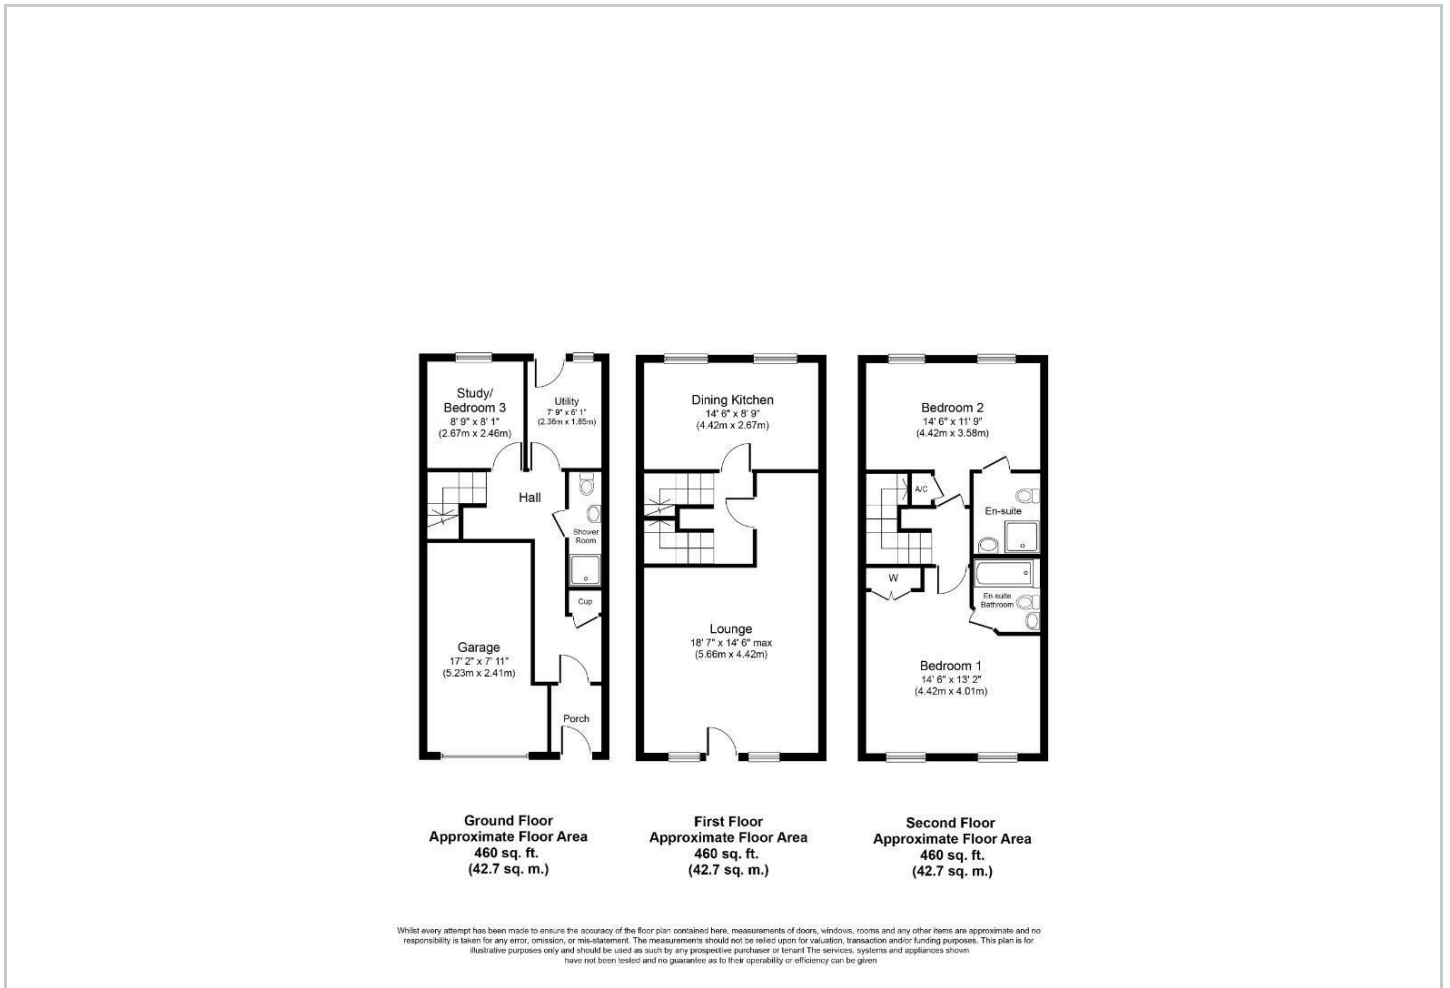 Study/
Bedroom 3
8' 9" x 8' 1"
(2.67m x 2.46m)
Utility
7' 9" x 6' 1"
(2.36m x 1.85m)
Hall
Shower
Room
Cup
Garage
17' 2" x 7' 11"
(5.23m x 2.41m)
Porch
Ground Floor
Approximate Floor Area
460 sq. ft.
(42.7 sq. m.)
Dining Kitchen
14' 6" x 8' 9"
(4.42m x 2.67m)
Lounge
18' 7" x 14' 6" max
(5.66m x 4.42m)
First Floor
Approximate Floor Area
460 sq. ft.
(42.7 sq. m.)
Bedroom 2
14' 6" x 11' 9"
(4.42m x 3.58m)
A/C
En-suite
W
En-suite
Bathroom
Bedroom 1
14' 6" x 13' 2"
(4.42m x 4.01m)
Second Floor
Approximate Floor Area
460 sq. ft.
(42.7 sq. m.)
Whilst every attempt has been made to ensure the accuracy of the floor plan contained here, measurements of doors, windows, rooms and any other items are approximate and no
responsibility is taken for any error, omission, or mis-statement. The measurements should not be relied upon for valuation, transaction and/or funding purposes. This plan is for
illustrative purposes only and should be used as such by any prospective purchaser or tenant The services, systems and appliances shown
have not been tested and no guarantee as to their operability or efficiency can be given